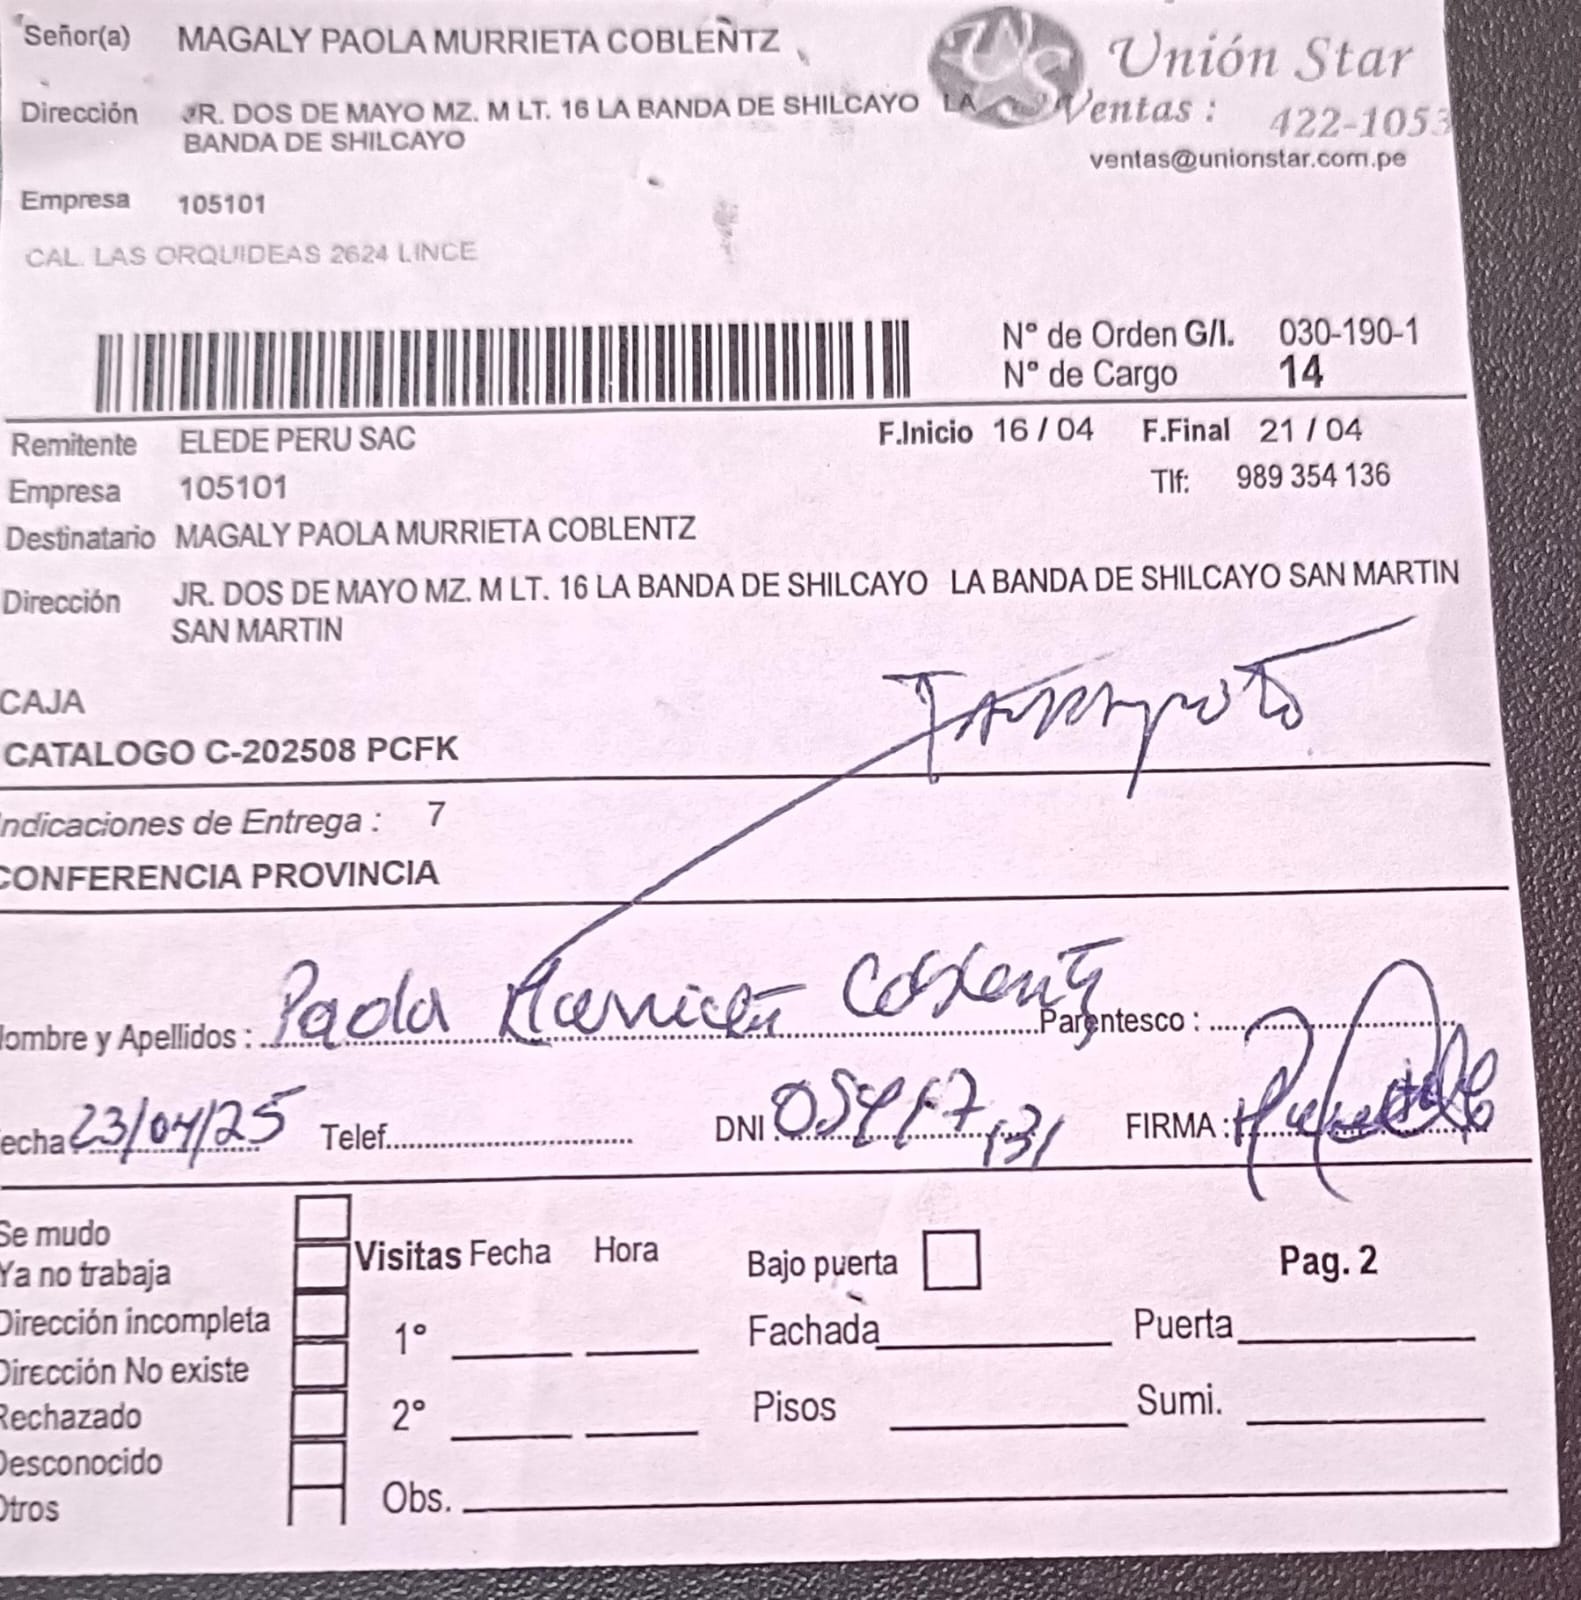 Señor(a) MAGALY PAOLA MURRIETA COBLENTZ
Unión Star
Dirección JR. DOS DE MAYO MZ. M LT. 16 LA BANDA DE SHILCAYO LA
BANDA DE SHILCAYO
Ventas : 422-1053
ventas@unionstar.com.pe
Empresa 105101
CAL. LAS ORQUIDEAS 2624 LINCE
N° de Orden G/I. 030-190-1
N° de Cargo 14
Remitente ELEDE PERU SAC F.Inicio 16 / 04 F.Final 21 / 04
Empresa 105101 Tlf: 989 354 136
Destinatario MAGALY PAOLA MURRIETA COBLENTZ
Dirección JR. DOS DE MAYO MZ. M LT. 16 LA BANDA DE SHILCAYO LA BANDA DE SHILCAYO SAN MARTIN
SAN MARTIN
CAJA
Tarapoto
CATALOGO C-202508 PCFK
Indicaciones de Entrega : 7
CONFERENCIA PROVINCIA
Nombre y Apellidos : Paola Coblentz Parentesco :
echa 23/04/25 Telef. DNI FIRMA :
Se mudo
Ya no trabaja
Dirección incompleta
Dirección No existe
Rechazado
Desconocido
Otros
Visitas Fecha Hora
1°
2°
Obs.
Bajo puerta Pag. 2
Fachada Puerta
Pisos Sumi.